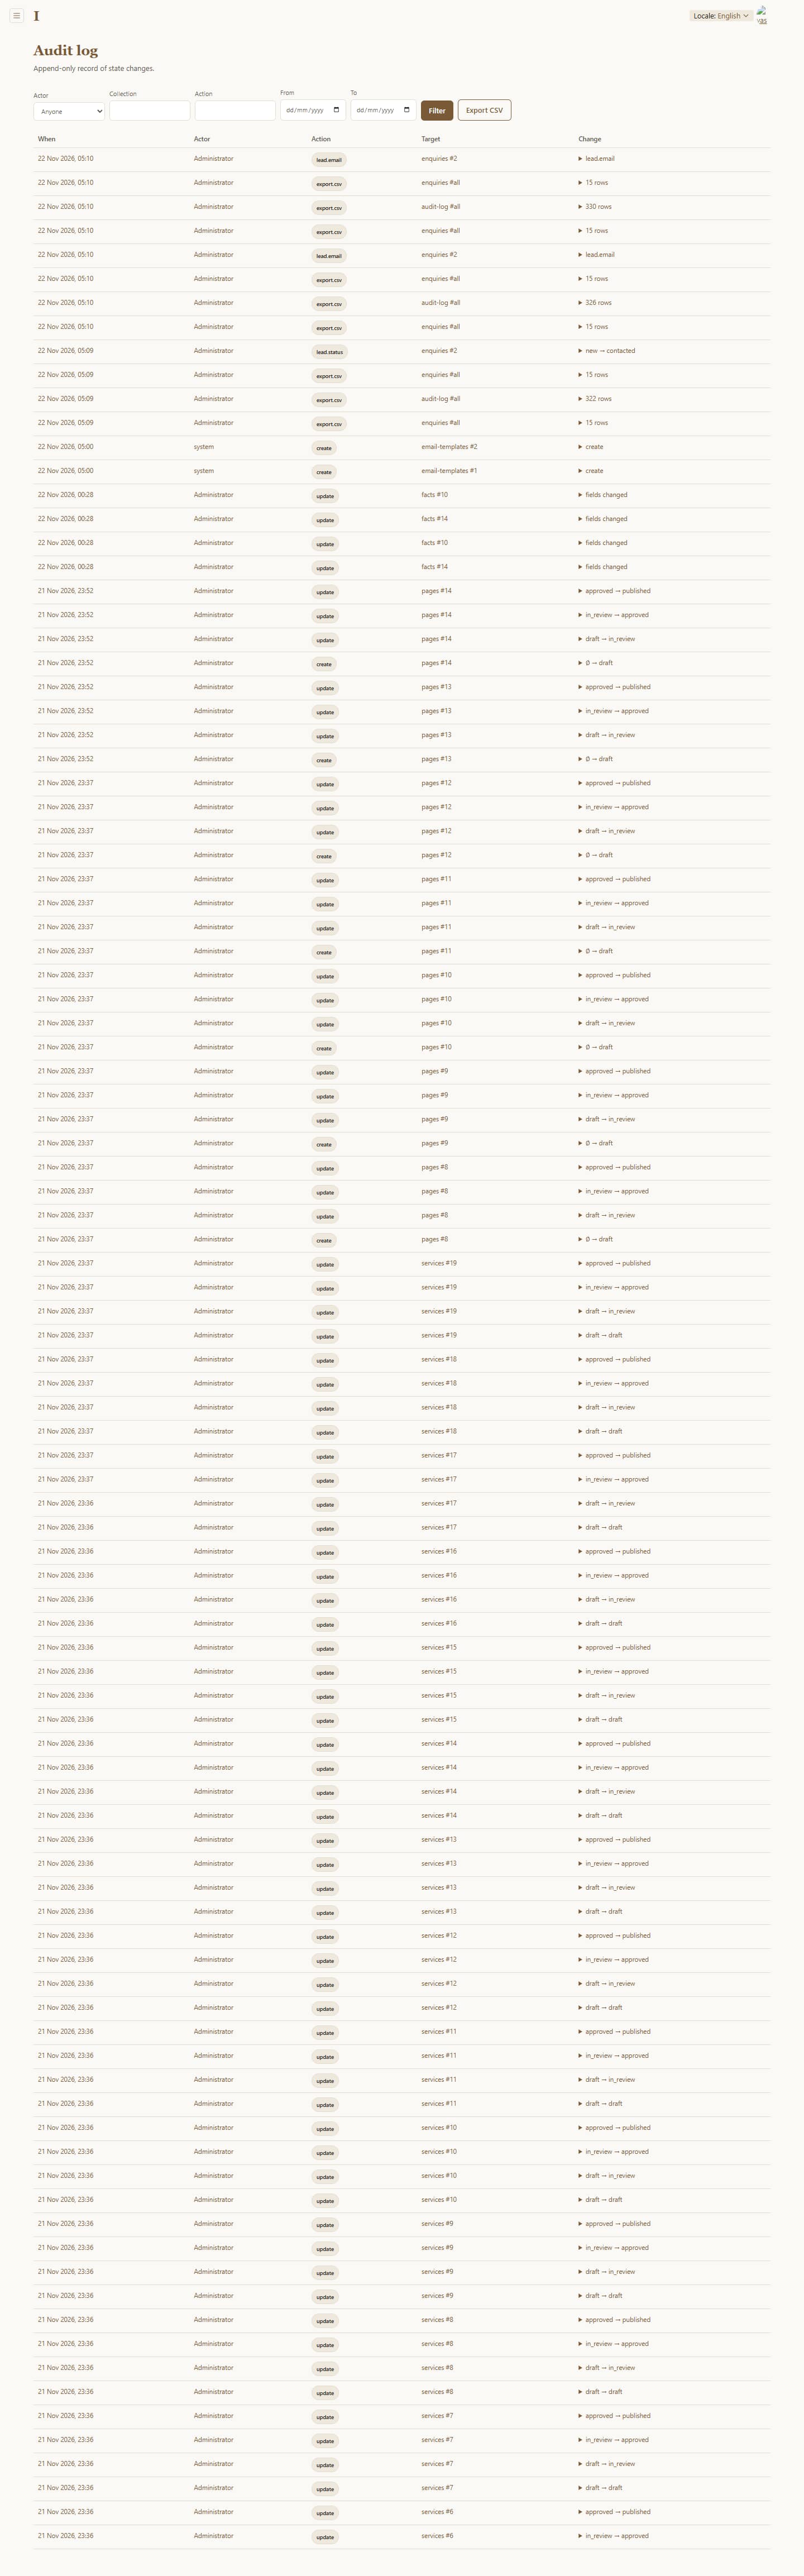 I
Locale: English
Audit log
Append-only record of state changes.
Actor Collection Action From To
Anyone dd/mm/yyyy dd/mm/yyyy Filter Export CSV
When Actor Action Target Change
22 Nov 2026, 05:10 Administrator lead.email enquiries #2 ▶ lead.email
22 Nov 2026, 05:10 Administrator export.csv enquiries #all ▶ 15 rows
22 Nov 2026, 05:10 Administrator export.csv audit-log #all ▶ 330 rows
22 Nov 2026, 05:10 Administrator export.csv enquiries #all ▶ 15 rows
22 Nov 2026, 05:10 Administrator lead.email enquiries #2 ▶ lead.email
22 Nov 2026, 05:10 Administrator export.csv enquiries #all ▶ 15 rows
22 Nov 2026, 05:10 Administrator export.csv audit-log #all ▶ 326 rows
22 Nov 2026, 05:10 Administrator export.csv enquiries #all ▶ 15 rows
22 Nov 2026, 05:09 Administrator lead.status enquiries #2 ▶ new → contacted
22 Nov 2026, 05:09 Administrator export.csv enquiries #all ▶ 15 rows
22 Nov 2026, 05:09 Administrator export.csv audit-log #all ▶ 322 rows
22 Nov 2026, 05:09 Administrator export.csv enquiries #all ▶ 15 rows
22 Nov 2026, 05:00 system create email-templates #2 ▶ create
22 Nov 2026, 05:00 system create email-templates #1 ▶ create
22 Nov 2026, 00:28 Administrator update facts #10 ▶ fields changed
22 Nov 2026, 00:28 Administrator update facts #14 ▶ fields changed
22 Nov 2026, 00:28 Administrator update facts #10 ▶ fields changed
22 Nov 2026, 00:28 Administrator update facts #14 ▶ fields changed
21 Nov 2026, 23:52 Administrator update pages #14 ▶ approved → published
21 Nov 2026, 23:52 Administrator update pages #14 ▶ in_review → approved
21 Nov 2026, 23:52 Administrator update pages #14 ▶ draft → in_review
21 Nov 2026, 23:52 Administrator create pages #14 ▶ ∅ → draft
21 Nov 2026, 23:52 Administrator update pages #13 ▶ approved → published
21 Nov 2026, 23:52 Administrator update pages #13 ▶ in_review → approved
21 Nov 2026, 23:52 Administrator update pages #13 ▶ draft → in_review
21 Nov 2026, 23:52 Administrator create pages #13 ▶ ∅ → draft
21 Nov 2026, 23:37 Administrator update pages #12 ▶ approved → published
21 Nov 2026, 23:37 Administrator update pages #12 ▶ in_review → approved
21 Nov 2026, 23:37 Administrator update pages #12 ▶ draft → in_review
21 Nov 2026, 23:37 Administrator create pages #12 ▶ ∅ → draft
21 Nov 2026, 23:37 Administrator update pages #11 ▶ approved → published
21 Nov 2026, 23:37 Administrator update pages #11 ▶ in_review → approved
21 Nov 2026, 23:37 Administrator update pages #11 ▶ draft → in_review
21 Nov 2026, 23:37 Administrator create pages #11 ▶ ∅ → draft
21 Nov 2026, 23:37 Administrator update pages #10 ▶ approved → published
21 Nov 2026, 23:37 Administrator update pages #10 ▶ in_review → approved
21 Nov 2026, 23:37 Administrator update pages #10 ▶ draft → in_review
21 Nov 2026, 23:37 Administrator create pages #10 ▶ ∅ → draft
21 Nov 2026, 23:37 Administrator update pages #9 ▶ approved → published
21 Nov 2026, 23:37 Administrator update pages #9 ▶ in_review → approved
21 Nov 2026, 23:37 Administrator update pages #9 ▶ draft → in_review
21 Nov 2026, 23:37 Administrator create pages #9 ▶ ∅ → draft
21 Nov 2026, 23:37 Administrator update pages #8 ▶ approved → published
21 Nov 2026, 23:37 Administrator update pages #8 ▶ in_review → approved
21 Nov 2026, 23:37 Administrator update pages #8 ▶ draft → in_review
21 Nov 2026, 23:37 Administrator create pages #8 ▶ ∅ → draft
21 Nov 2026, 23:37 Administrator update services #19 ▶ approved → published
21 Nov 2026, 23:37 Administrator update services #19 ▶ in_review → approved
21 Nov 2026, 23:37 Administrator update services #19 ▶ draft → in_review
21 Nov 2026, 23:37 Administrator update services #19 ▶ draft → draft
21 Nov 2026, 23:37 Administrator update services #18 ▶ approved → published
21 Nov 2026, 23:37 Administrator update services #18 ▶ in_review → approved
21 Nov 2026, 23:37 Administrator update services #18 ▶ draft → in_review
21 Nov 2026, 23:37 Administrator update services #18 ▶ draft → draft
21 Nov 2026, 23:37 Administrator update services #17 ▶ approved → published
21 Nov 2026, 23:37 Administrator update services #17 ▶ in_review → approved
21 Nov 2026, 23:36 Administrator update services #17 ▶ draft → in_review
21 Nov 2026, 23:36 Administrator update services #17 ▶ draft → draft
21 Nov 2026, 23:36 Administrator update services #16 ▶ approved → published
21 Nov 2026, 23:36 Administrator update services #16 ▶ in_review → approved
21 Nov 2026, 23:36 Administrator update services #16 ▶ draft → in_review
21 Nov 2026, 23:36 Administrator update services #16 ▶ draft → draft
21 Nov 2026, 23:36 Administrator update services #15 ▶ approved → published
21 Nov 2026, 23:36 Administrator update services #15 ▶ in_review → approved
21 Nov 2026, 23:36 Administrator update services #15 ▶ draft → in_review
21 Nov 2026, 23:36 Administrator update services #15 ▶ draft → draft
21 Nov 2026, 23:36 Administrator update services #14 ▶ approved → published
21 Nov 2026, 23:36 Administrator update services #14 ▶ in_review → approved
21 Nov 2026, 23:36 Administrator update services #14 ▶ draft → in_review
21 Nov 2026, 23:36 Administrator update services #14 ▶ draft → draft
21 Nov 2026, 23:36 Administrator update services #13 ▶ approved → published
21 Nov 2026, 23:36 Administrator update services #13 ▶ in_review → approved
21 Nov 2026, 23:36 Administrator update services #13 ▶ draft → in_review
21 Nov 2026, 23:36 Administrator update services #13 ▶ draft → draft
21 Nov 2026, 23:36 Administrator update services #12 ▶ approved → published
21 Nov 2026, 23:36 Administrator update services #12 ▶ in_review → approved
21 Nov 2026, 23:36 Administrator update services #12 ▶ draft → in_review
21 Nov 2026, 23:36 Administrator update services #12 ▶ draft → draft
21 Nov 2026, 23:36 Administrator update services #11 ▶ approved → published
21 Nov 2026, 23:36 Administrator update services #11 ▶ in_review → approved
21 Nov 2026, 23:36 Administrator update services #11 ▶ draft → in_review
21 Nov 2026, 23:36 Administrator update services #11 ▶ draft → draft
21 Nov 2026, 23:36 Administrator update services #10 ▶ approved → published
21 Nov 2026, 23:36 Administrator update services #10 ▶ in_review → approved
21 Nov 2026, 23:36 Administrator update services #10 ▶ draft → in_review
21 Nov 2026, 23:36 Administrator update services #10 ▶ draft → draft
21 Nov 2026, 23:36 Administrator update services #9 ▶ approved → published
21 Nov 2026, 23:36 Administrator update services #9 ▶ in_review → approved
21 Nov 2026, 23:36 Administrator update services #9 ▶ draft → in_review
21 Nov 2026, 23:36 Administrator update services #9 ▶ draft → draft
21 Nov 2026, 23:36 Administrator update services #8 ▶ approved → published
21 Nov 2026, 23:36 Administrator update services #8 ▶ in_review → approved
21 Nov 2026, 23:36 Administrator update services #8 ▶ draft → in_review
21 Nov 2026, 23:36 Administrator update services #8 ▶ draft → draft
21 Nov 2026, 23:36 Administrator update services #7 ▶ approved → published
21 Nov 2026, 23:36 Administrator update services #7 ▶ in_review → approved
21 Nov 2026, 23:36 Administrator update services #7 ▶ draft → in_review
21 Nov 2026, 23:36 Administrator update services #7 ▶ draft → draft
21 Nov 2026, 23:36 Administrator update services #6 ▶ approved → published
21 Nov 2026, 23:36 Administrator update services #6 ▶ in_review → approved